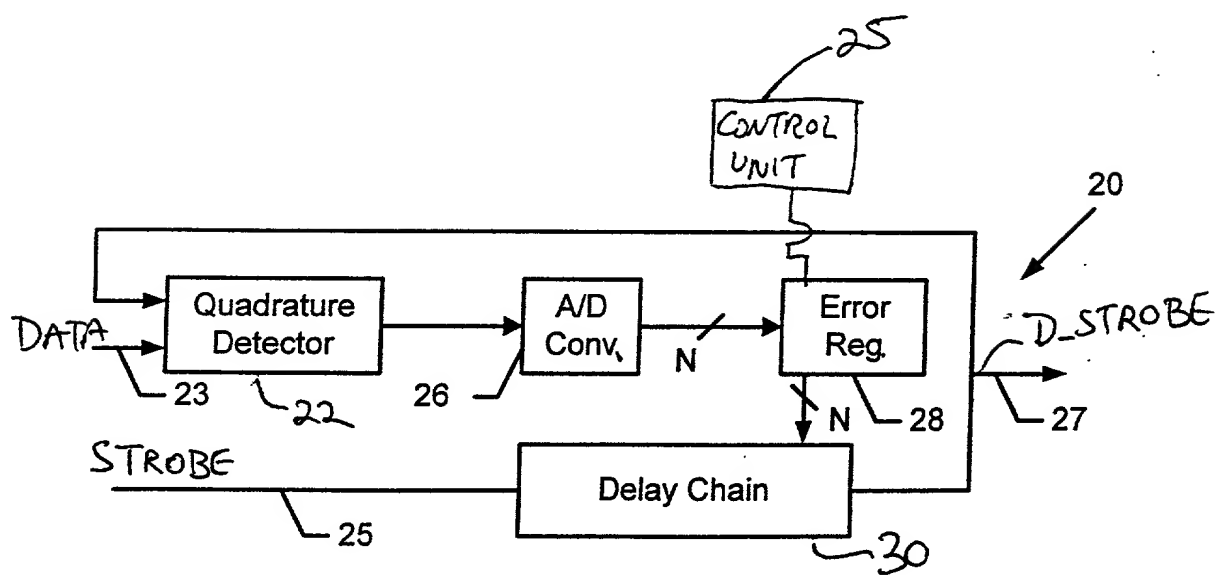 25
CONTROL
UNIT
20
Quadrature
Detector
A/D
Conv.
Error
Reg.
D_STROBE
DATA
N
23
22
26
N
28
27
STROBE
Delay Chain
25
30